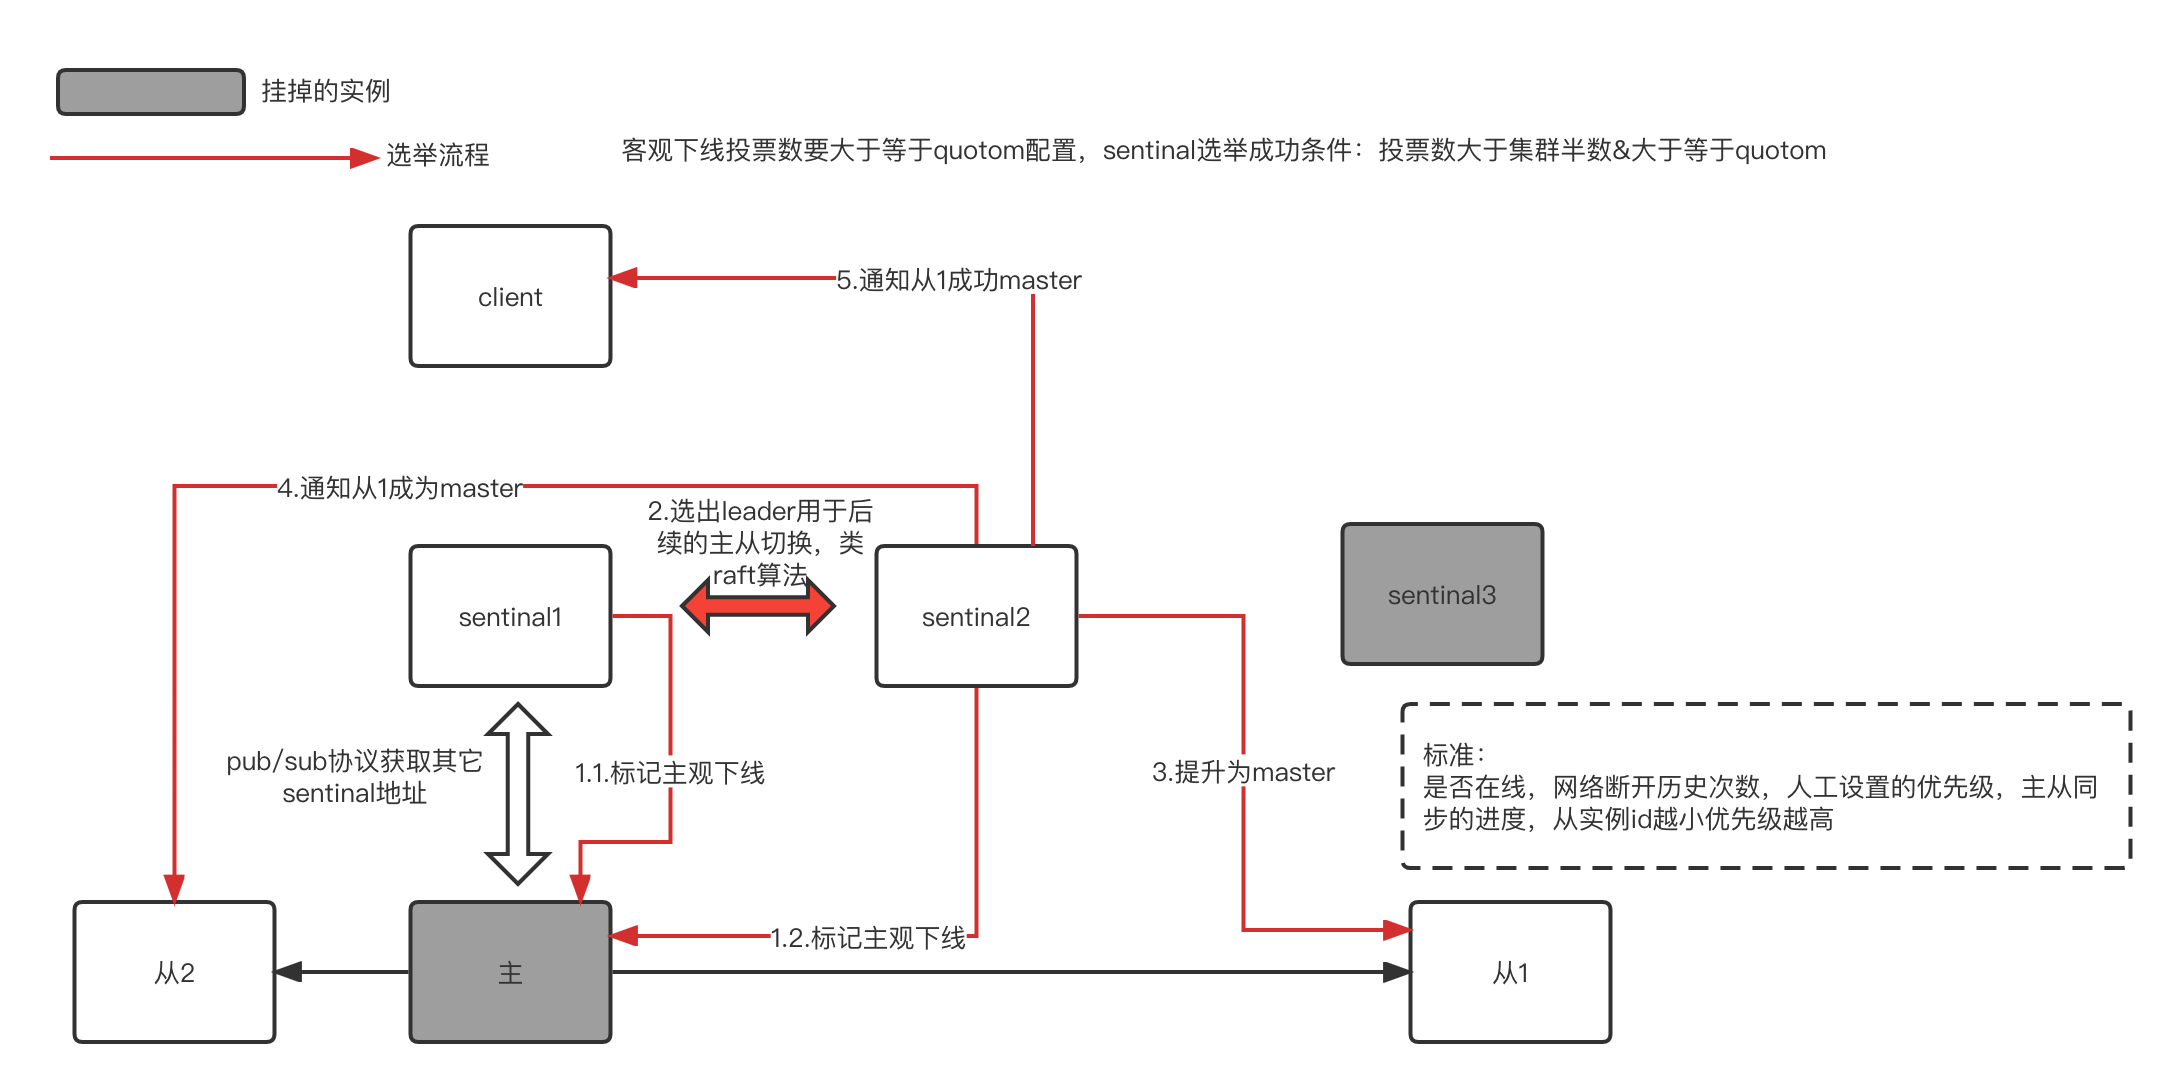 挂掉的实例
选举流程
客观下线投票数要大于等于quotom配置，sentinal选举成功条件：投票数大于集群半数&大于等于quotom
client
5.通知从1成功master
4.通知从1成为master
2.选出leader用于后
续的主从切换，类
raft算法
sentinal1
sentinal2
sentinal3
pub/sub协议获取其它
sentinal地址
1.1.标记主观下线
3.提升为master
标准：
是否在线，网络断开历史次数，人工设置的优先级，主从同
步的进度，从实例id越小优先级越高
1.2.标记主观下线
从2
主
从1